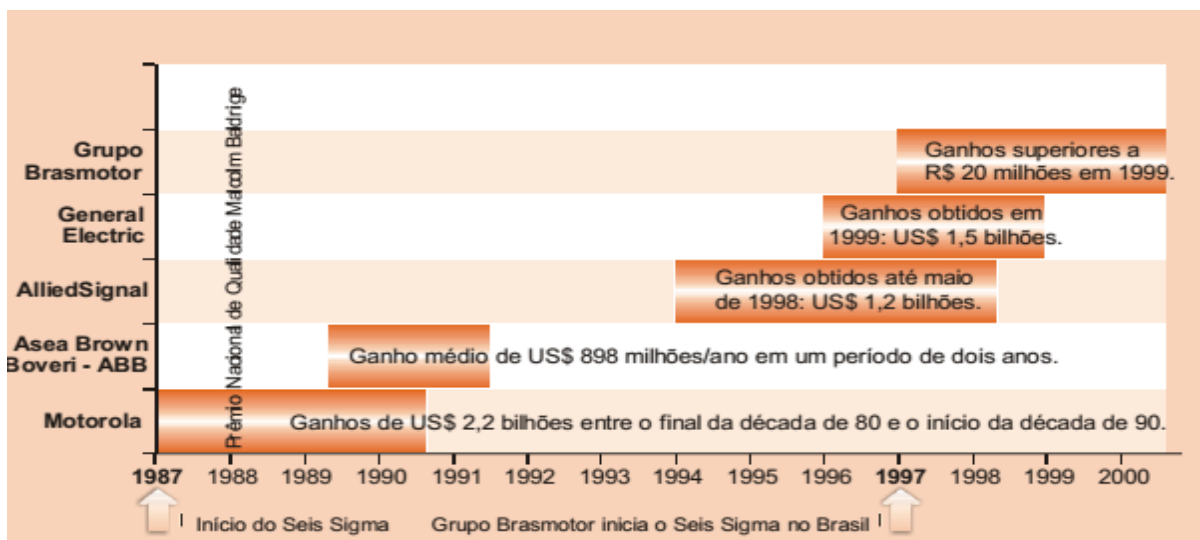 Prêmio Nacional de Qualidade Malcolm Baldrige
Grupo
Brasmotor
Ganhos superiores a
R$ 20 milhões em 1999.
General
Electric
Ganhos obtidos em
1999: US$ 1,5 bilhões.
AlliedSignal
Ganhos obtidos até maio
de 1998: US$ 1,2 bilhões.
Asea Brown
Boveri - ABB
Ganho médio de US$ 898 milhões/ano em um período de dois anos.
Motorola
Ganhos de US$ 2,2 bilhões entre o final da década de 80 e o início da década de 90.
1987 1988 1989 1990 1991 1992 1993 1994 1995 1996 1997 1998 1999 2000
Início do Seis Sigma
Grupo Brasmotor inicia o Seis Sigma no Brasil